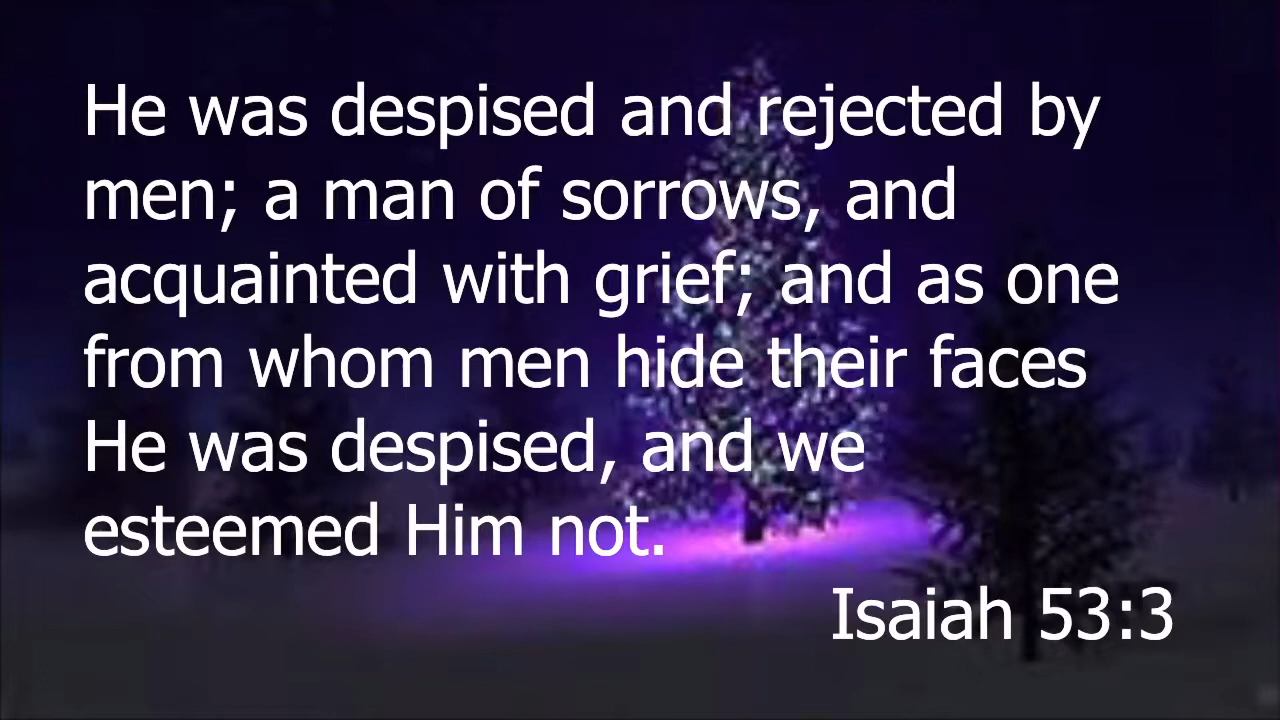 He was despised and rejected by
men; a man of sorrows, and
acquainted with grief; and as one
from whom men hide their faces
He was despised, and we
esteemed Him not.
Isaiah 53:3